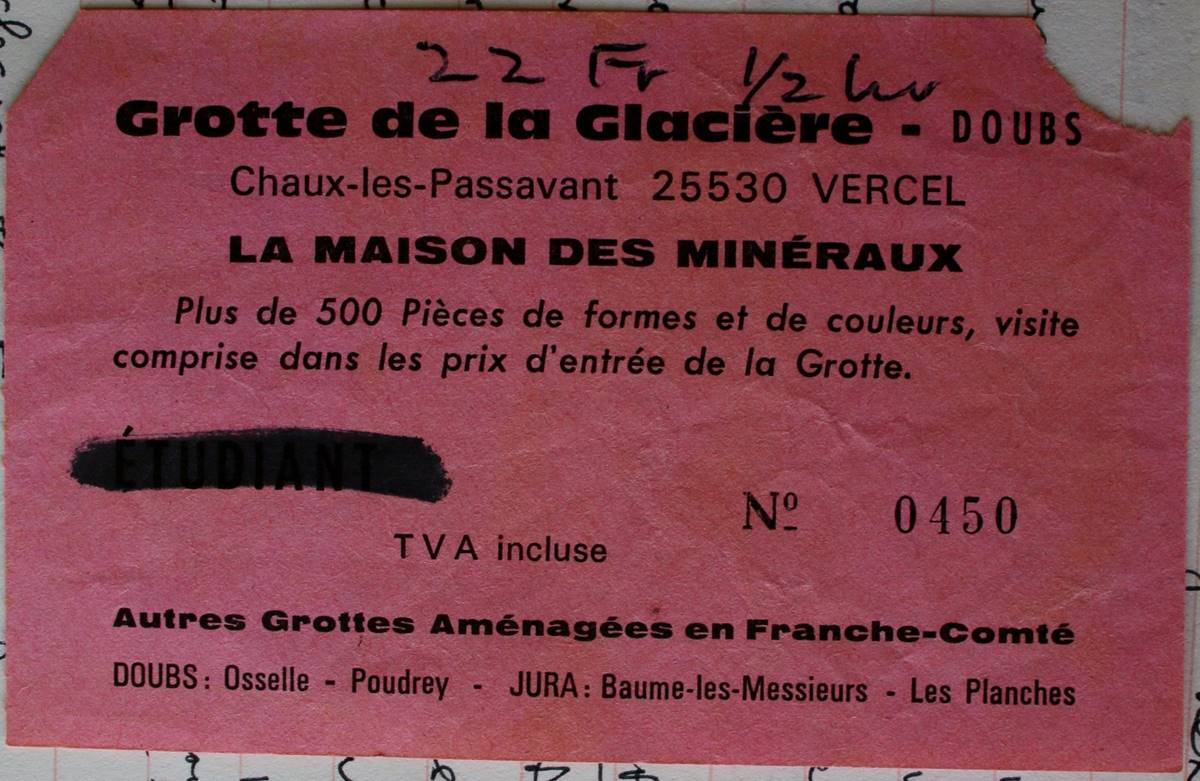 22 Fr 1/2 hr
Grotte de la Glacière - DOUBS
Chaux-les-Passavant 25530 VERCEL
LA MAISON DES MINÉRAUX
Plus de 500 Pièces de formes et de couleurs, visite
comprise dans les prix d'entrée de la Grotte.
ÉTUDIANT
Nº 0450
TVA incluse
Autres Grottes Aménagées en Franche-Comté
DOUBS : Osselle - Poudrey - JURA : Baume-les-Messieurs - Les Planches